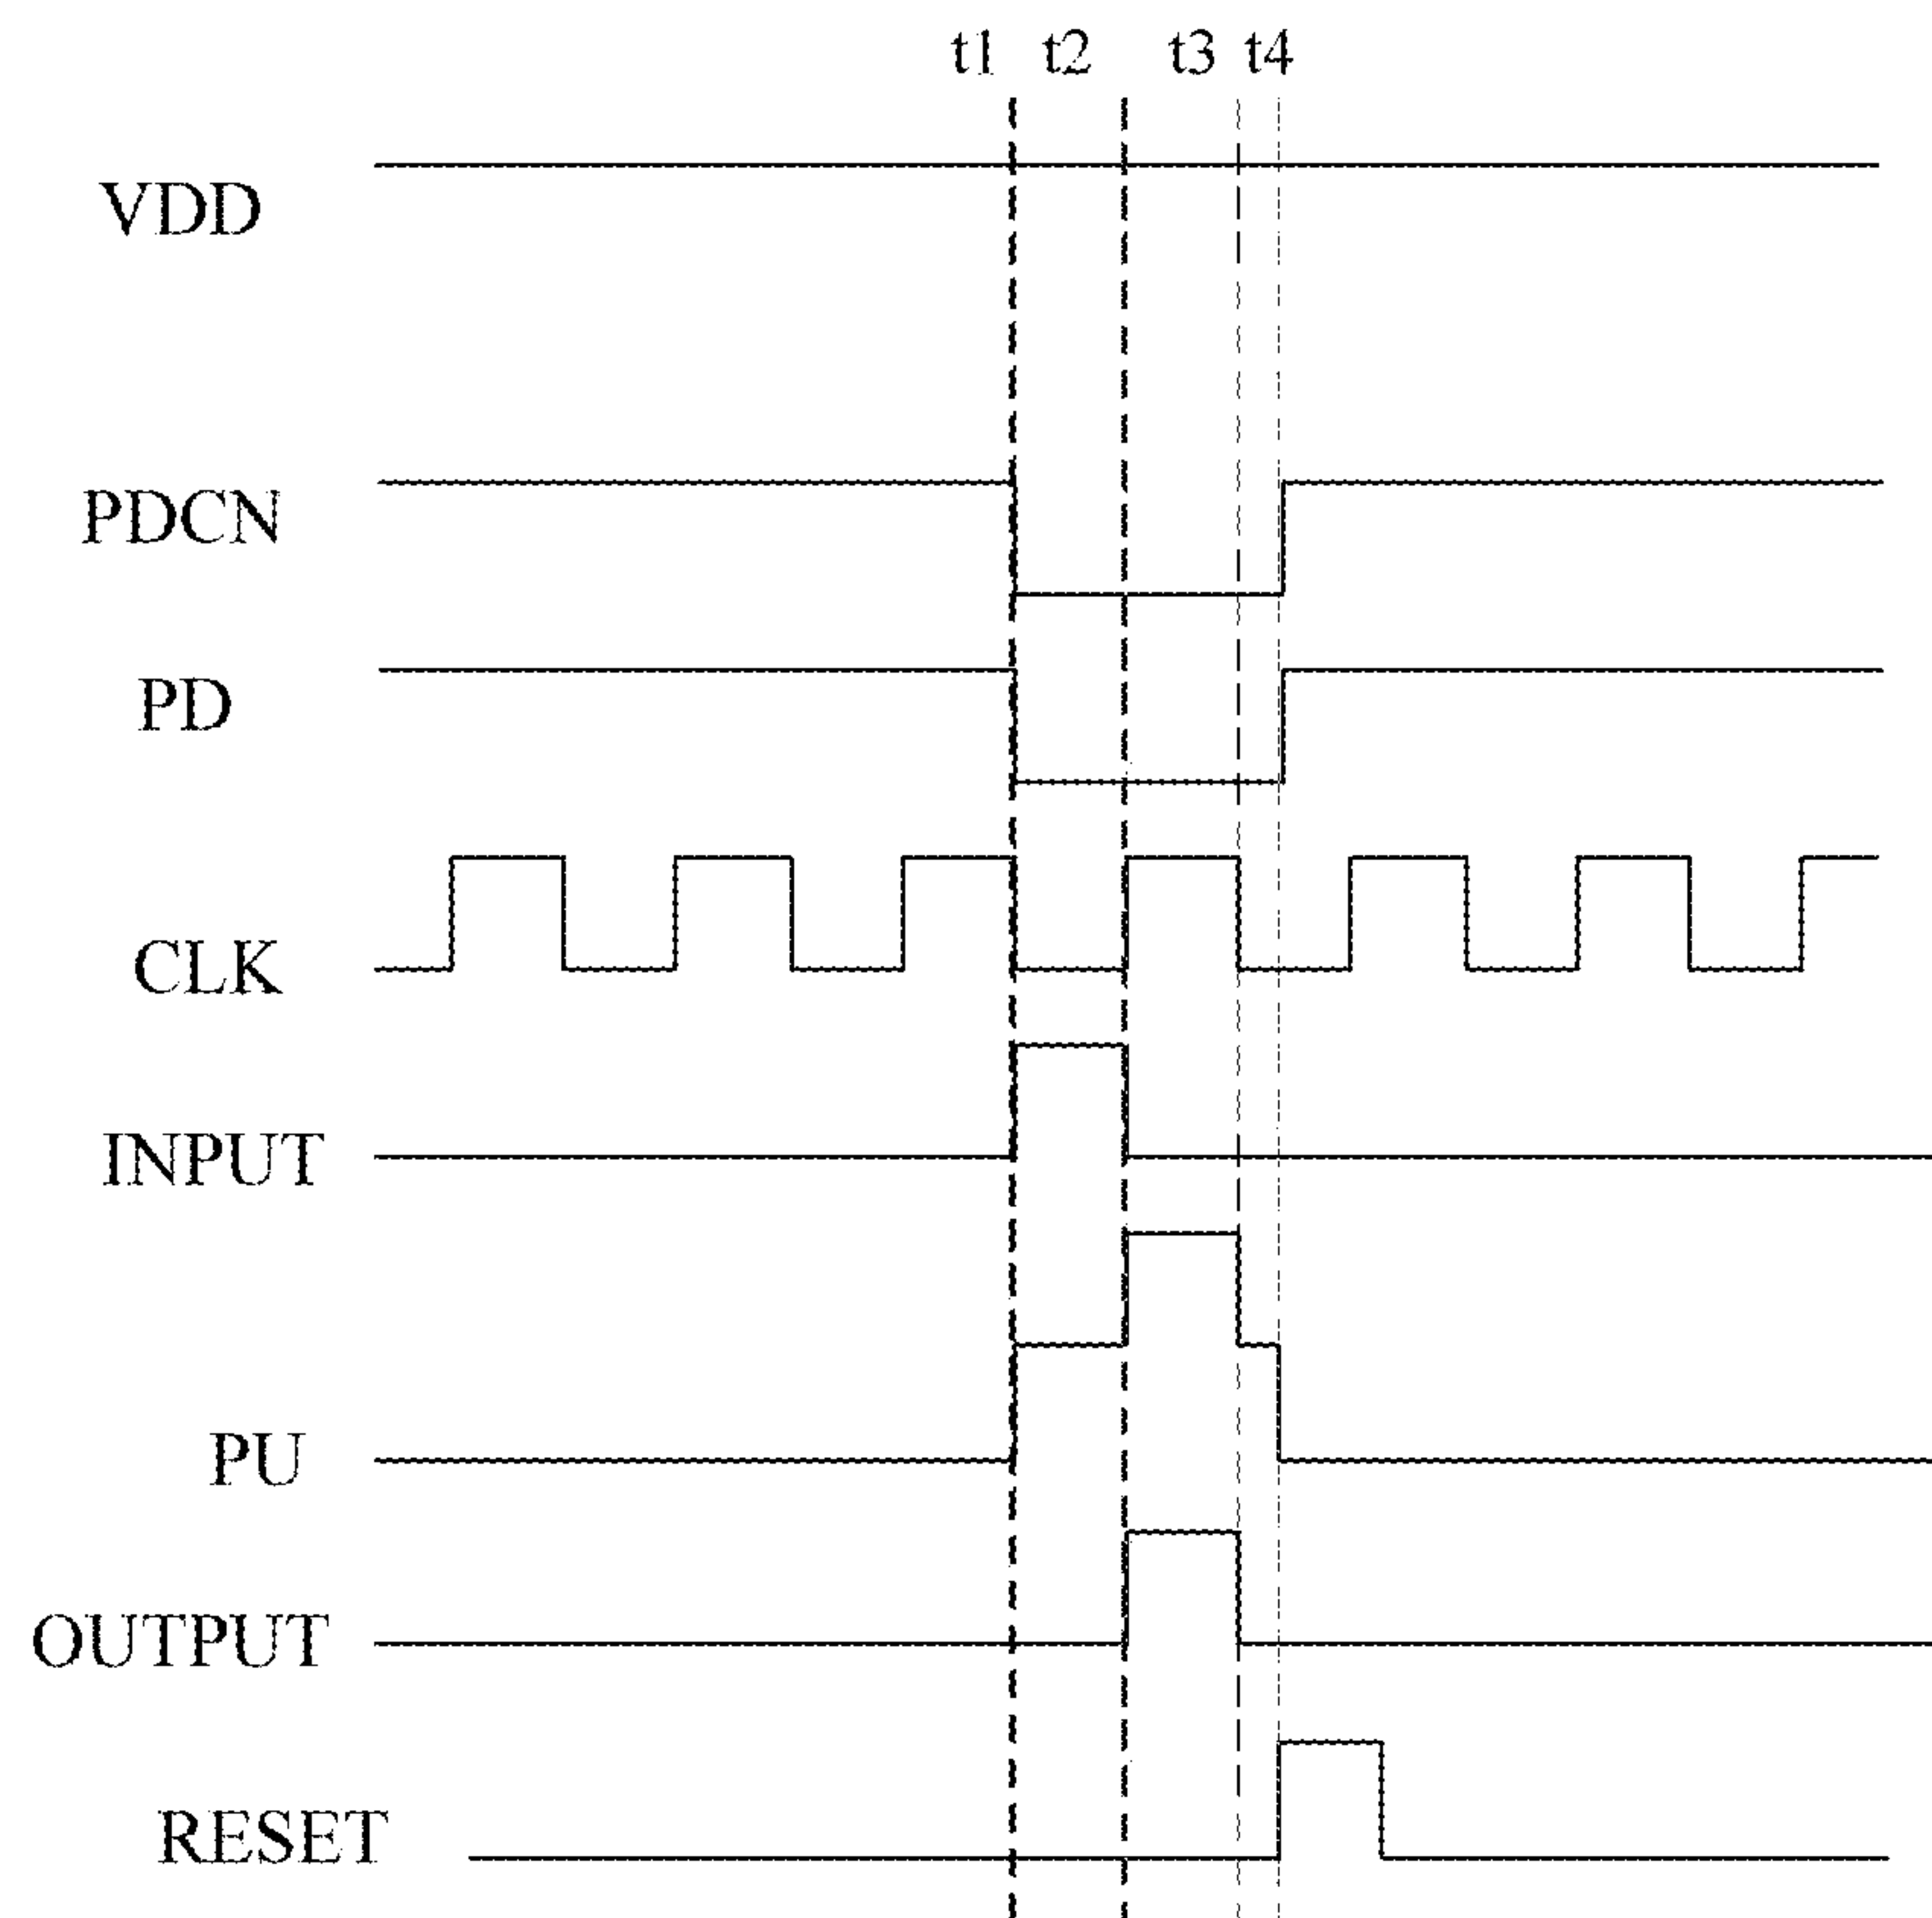 t1 t2 t3 t4
VDD
PDCN
PD
CLK
INPUT
PU
OUTPUT
RESET